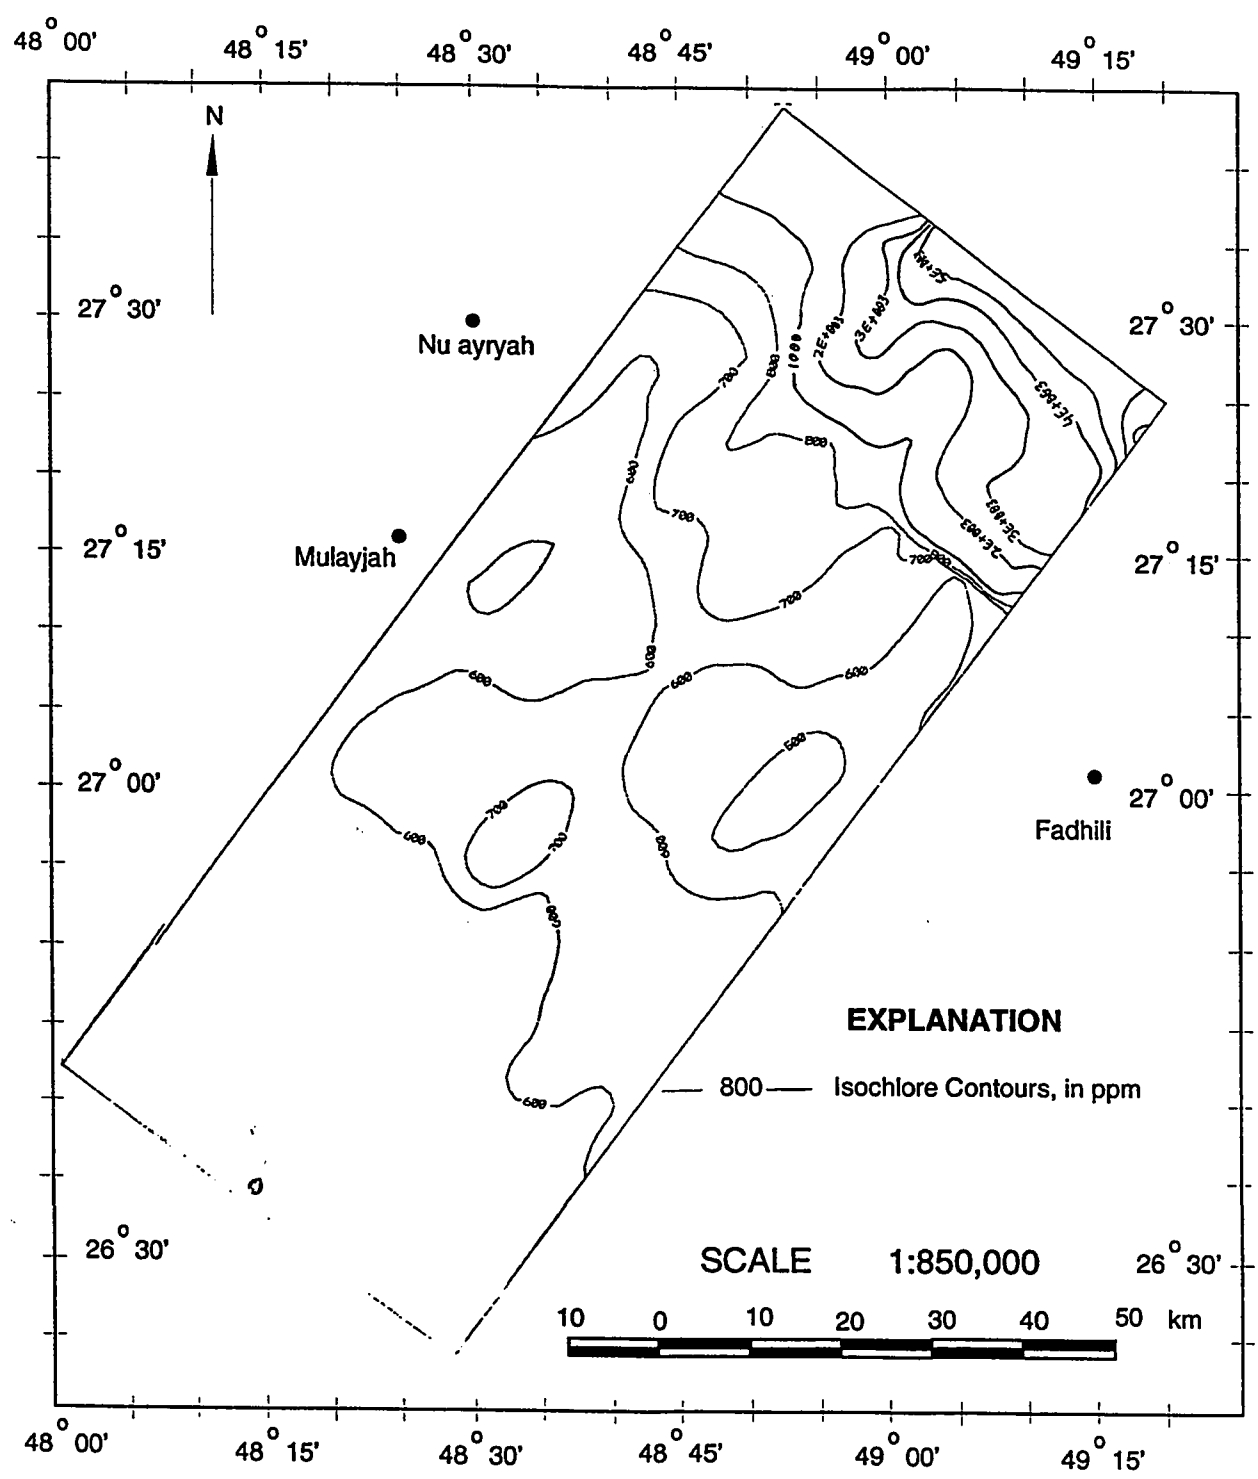 48° 00' 48° 15' 48° 30' 48° 45' 49° 00' 49° 15'
N
5E+003
27° 30' 27° 30'
3E+003
2E+003
1000
Nu ayryah
800
700
4E+003
800
600
700
3E+003
2E+003
Mulayjah
27° 15' 27° 15'
700 800
700
600
600 600 600
500
27° 00' 27° 00'
700
Fadhili
600 700 600
600
EXPLANATION
800 Isochlore Contours, in ppm
600
26° 30' SCALE 1:850,000 26° 30'
10 0 10 20 30 40 50 km
48° 00' 48° 15' 48° 30' 48° 45' 49° 00' 49° 15'